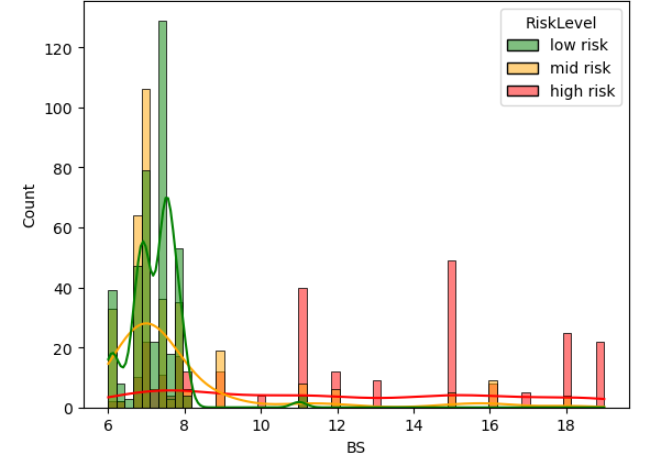 RiskLevel
low risk
mid risk
high risk
120
100
80
60
40
20
0
Count
6 8 10 12 14 16 18
BS